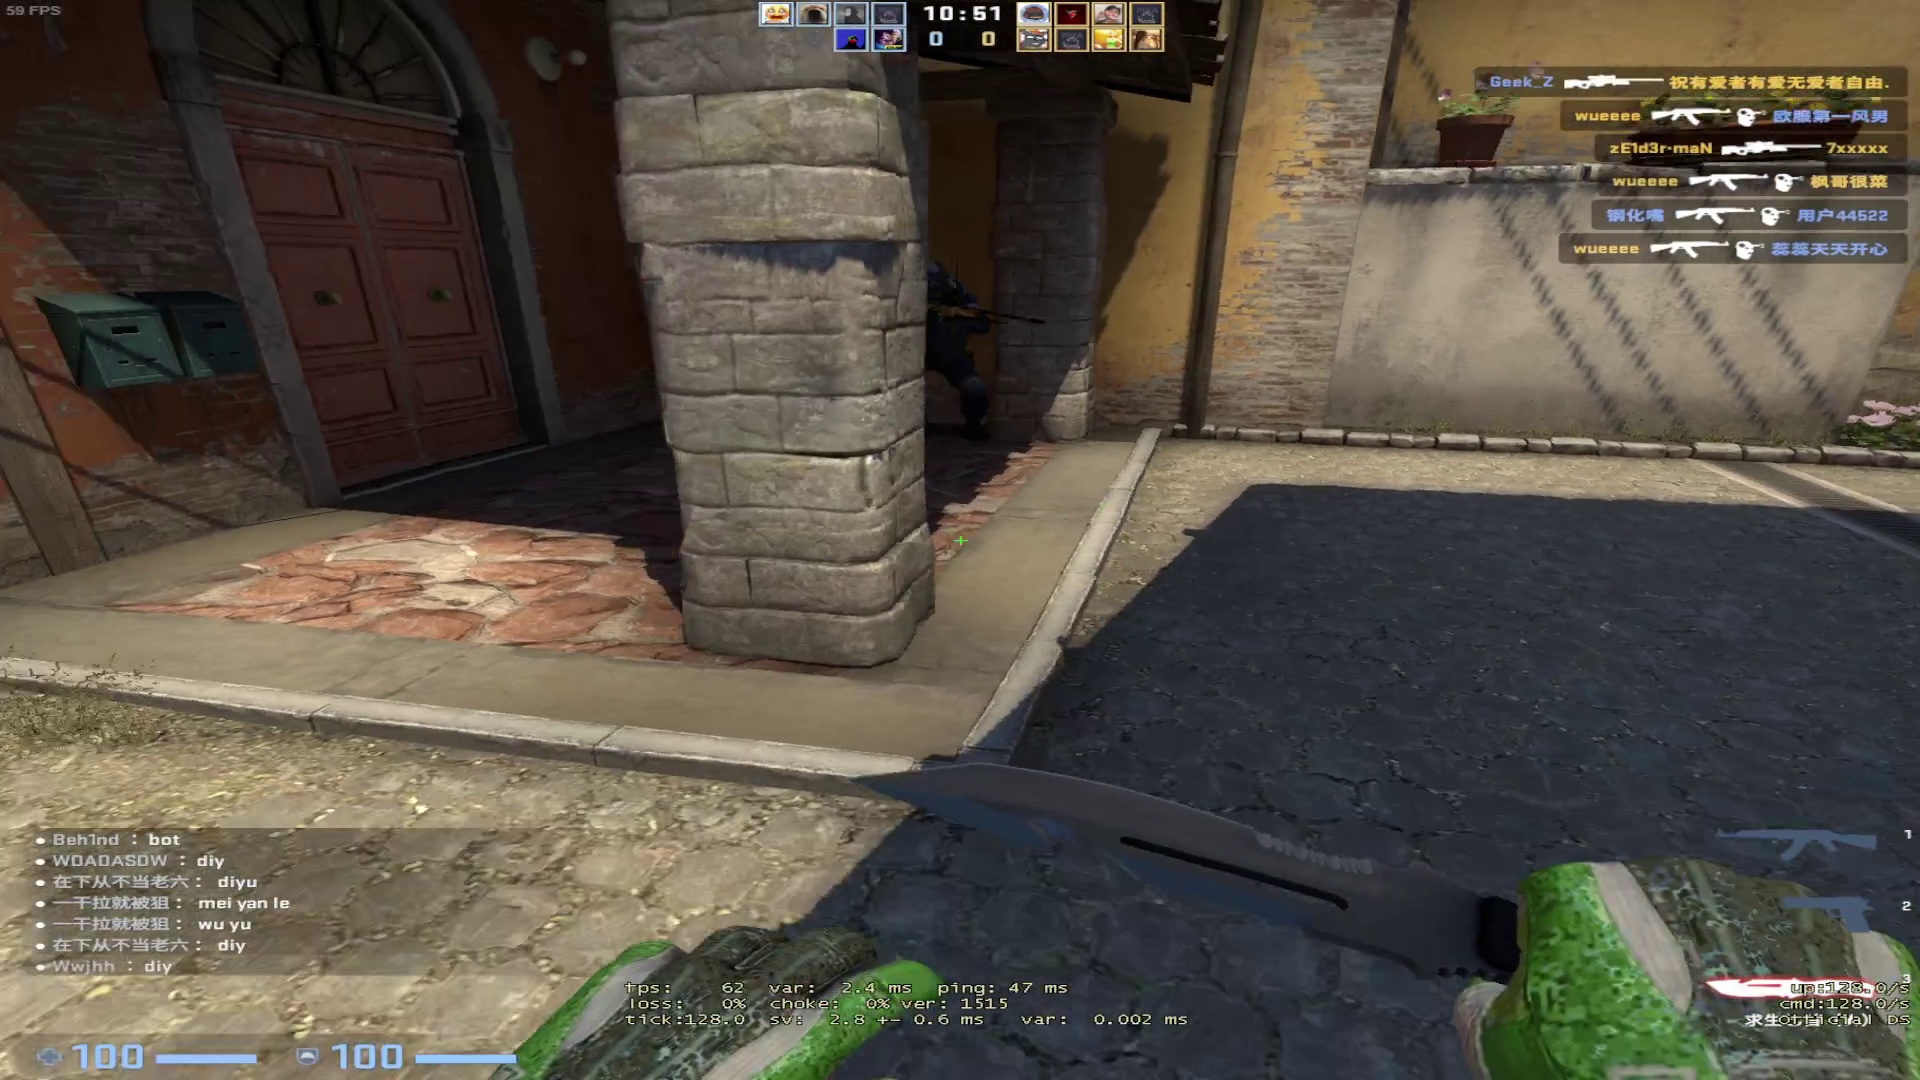 59 FPS
10:51
0 0
Geek_Z 祝有爱者有爱无爱者自由.
wueeee 欧服第一风男
zE1d3r·maN 7xxxxx
wueeee 枫哥很菜
钢化嘴 用户44522
wueeee 蕊蕊天天开心
Beh1nd : bot
WDADASDW : diy
在下从不当老六 : diyu
一干拉就被狙 : mei yan le
一干拉就被狙 : wu yu
在下从不当老六 : diy
Wwjhh : diy
1
2
3
fps: 62 var: 2.4 ms ping: 47 ms
loss: 0% choke: 0% ver: 1515
tick:128.0 sv: 2.8 +- 0.6 ms var: 0.002 ms
up:128.0/s
cmd:128.0/s
Official DS
100 100